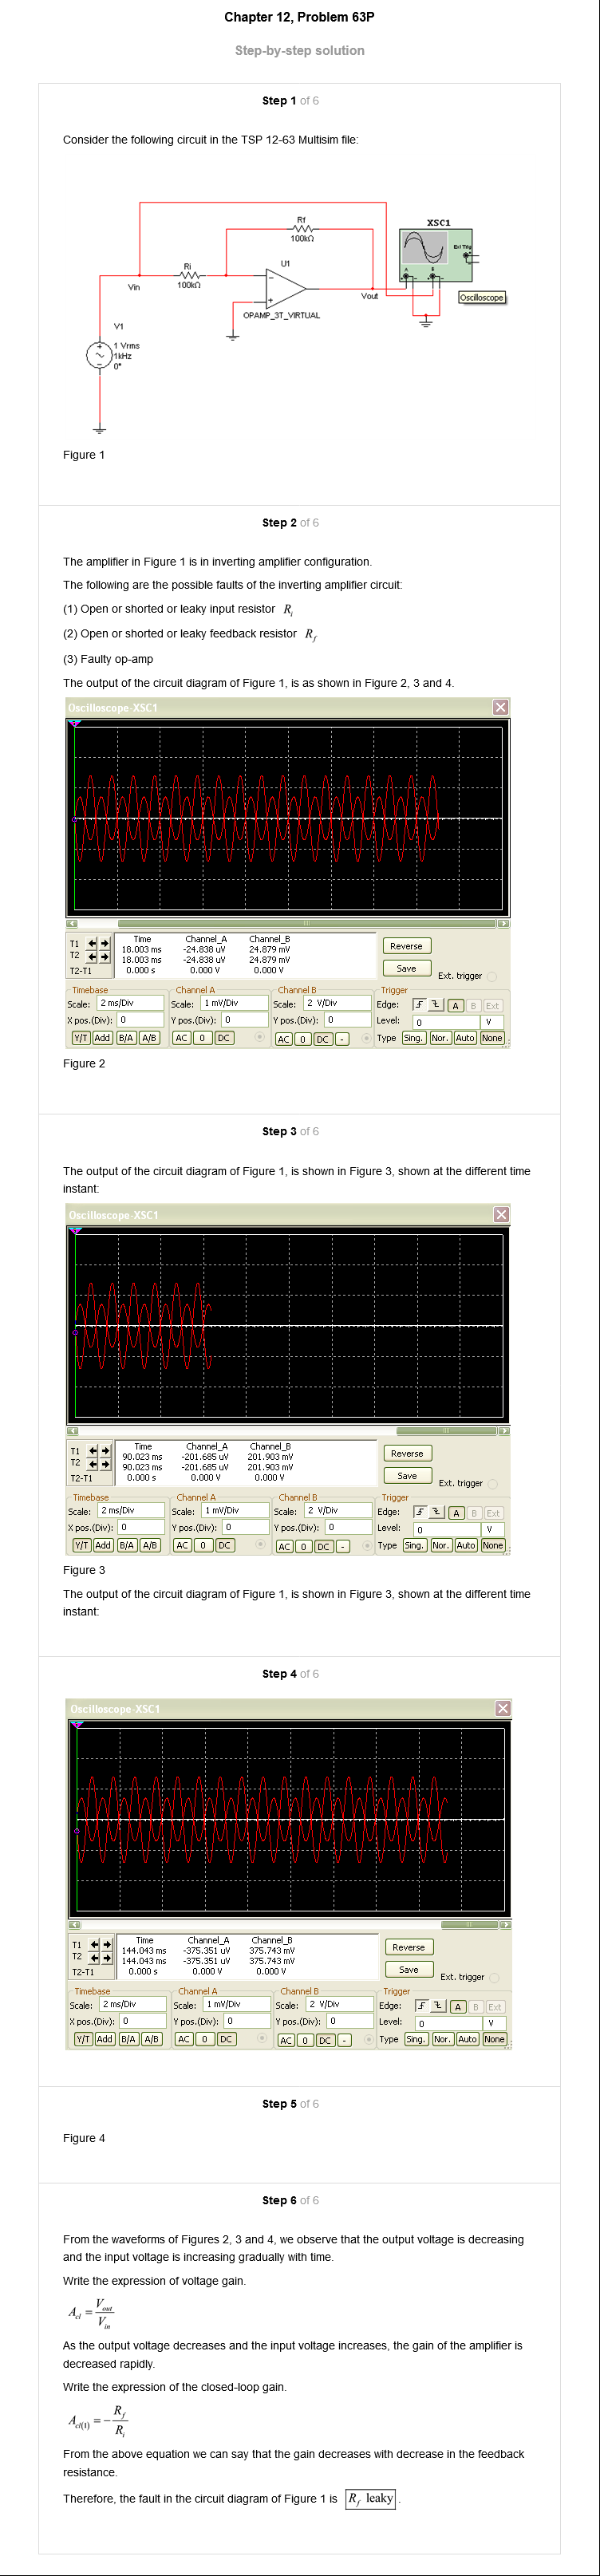 Chapter 12, Problem 63P
Step-by-step solution
Step 1 of 6
Consider the following circuit in the TSP 12-63 Multisim file:
XSC1
Rf
100kΩ
Ext Trig
U1
Ri
100kΩ
A
B
Vin
Vout
Oscilloscope
OPAMP_3T_VIRTUAL
V1
1 Vrms
1kHz
0°
Figure 1
Step 2 of 6
The amplifier in Figure 1 is in inverting amplifier configuration.
The following are the possible faults of the inverting amplifier circuit:
(1) Open or shorted or leaky input resistor R_i
(2) Open or shorted or leaky feedback resistor R_f
(3) Faulty op-amp
The output of the circuit diagram of Figure 1, is as shown in Figure 2, 3 and 4.
Oscilloscope-XSC1
Time Channel_A Channel_B
T1 18.003 ms -24.838 uV 24.879 mV
T2 18.003 ms -24.838 uV 24.879 mV
T2-T1 0.000 s 0.000 V 0.000 V
Reverse
Save
Ext. trigger
Timebase Channel A Channel B Trigger
Scale: 2 ms/Div Scale: 1 mV/Div Scale: 2 V/Div Edge: A B Ext
X pos.(Div): 0 Y pos.(Div): 0 Y pos.(Div): 0 Level: 0 V
Y/T Add B/A A/B AC 0 DC AC 0 DC - Type Sing. Nor. Auto None
Figure 2
Step 3 of 6
The output of the circuit diagram of Figure 1, is shown in Figure 3, shown at the different time
instant:
Oscilloscope-XSC1
Time Channel_A Channel_B
T1 90.023 ms -201.685 uV 201.903 mV
T2 90.023 ms -201.685 uV 201.903 mV
T2-T1 0.000 s 0.000 V 0.000 V
Reverse
Save
Ext. trigger
Timebase Channel A Channel B Trigger
Scale: 2 ms/Div Scale: 1 mV/Div Scale: 2 V/Div Edge: A B Ext
X pos.(Div): 0 Y pos.(Div): 0 Y pos.(Div): 0 Level: 0 V
Y/T Add B/A A/B AC 0 DC AC 0 DC - Type Sing. Nor. Auto None
Figure 3
The output of the circuit diagram of Figure 1, is shown in Figure 3, shown at the different time
instant:
Step 4 of 6
Oscilloscope-XSC1
Time Channel_A Channel_B
T1 144.043 ms -375.351 uV 375.743 mV
T2 144.043 ms -375.351 uV 375.743 mV
T2-T1 0.000 s 0.000 V 0.000 V
Reverse
Save
Ext. trigger
Timebase Channel A Channel B Trigger
Scale: 2 ms/Div Scale: 1 mV/Div Scale: 2 V/Div Edge: A B Ext
X pos.(Div): 0 Y pos.(Div): 0 Y pos.(Div): 0 Level: 0 V
Y/T Add B/A A/B AC 0 DC AC 0 DC - Type Sing. Nor. Auto None
Step 5 of 6
Figure 4
Step 6 of 6
From the waveforms of Figures 2, 3 and 4, we observe that the output voltage is decreasing
and the input voltage is increasing gradually with time.
Write the expression of voltage gain.
A_cl = V_out / V_in
As the output voltage decreases and the input voltage increases, the gain of the amplifier is
decreased rapidly.
Write the expression of the closed-loop gain.
A_cl(I) = - R_f / R_i
From the above equation we can say that the gain decreases with decrease in the feedback
resistance.
Therefore, the fault in the circuit diagram of Figure 1 is R_f leaky.